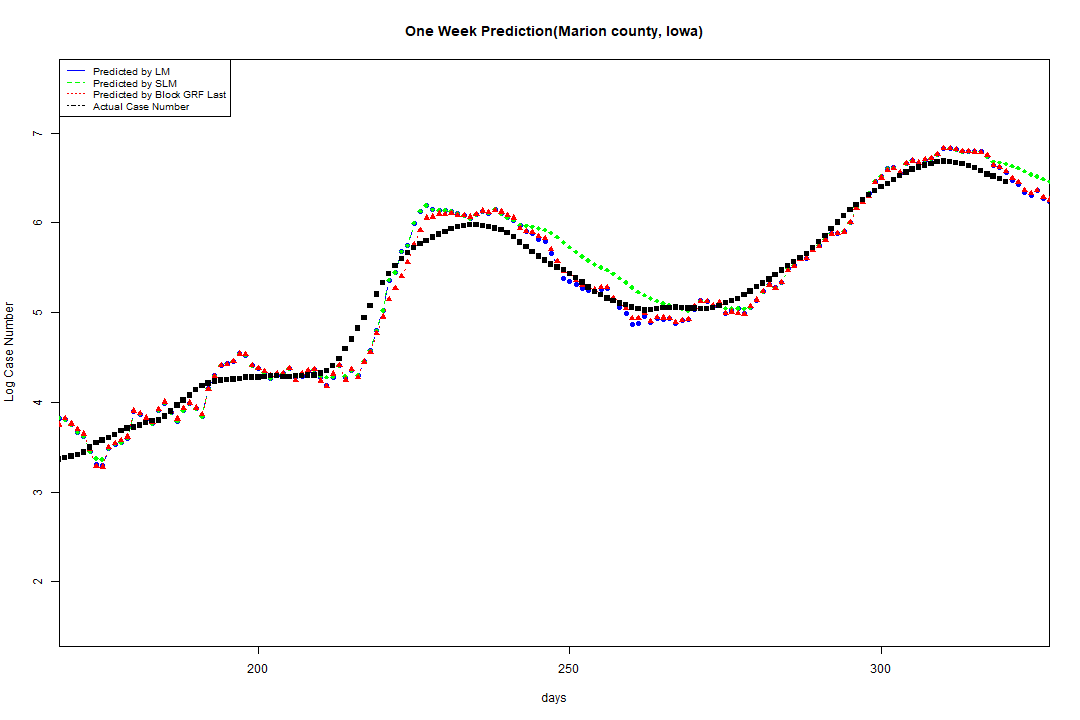 One Week Prediction(Marion county, Iowa)
Predicted by LM
Predicted by SLM
Predicted by Block GRF Last
Actual Case Number
7
6
5
4
3
2
Log Case Number
200
250
300
days